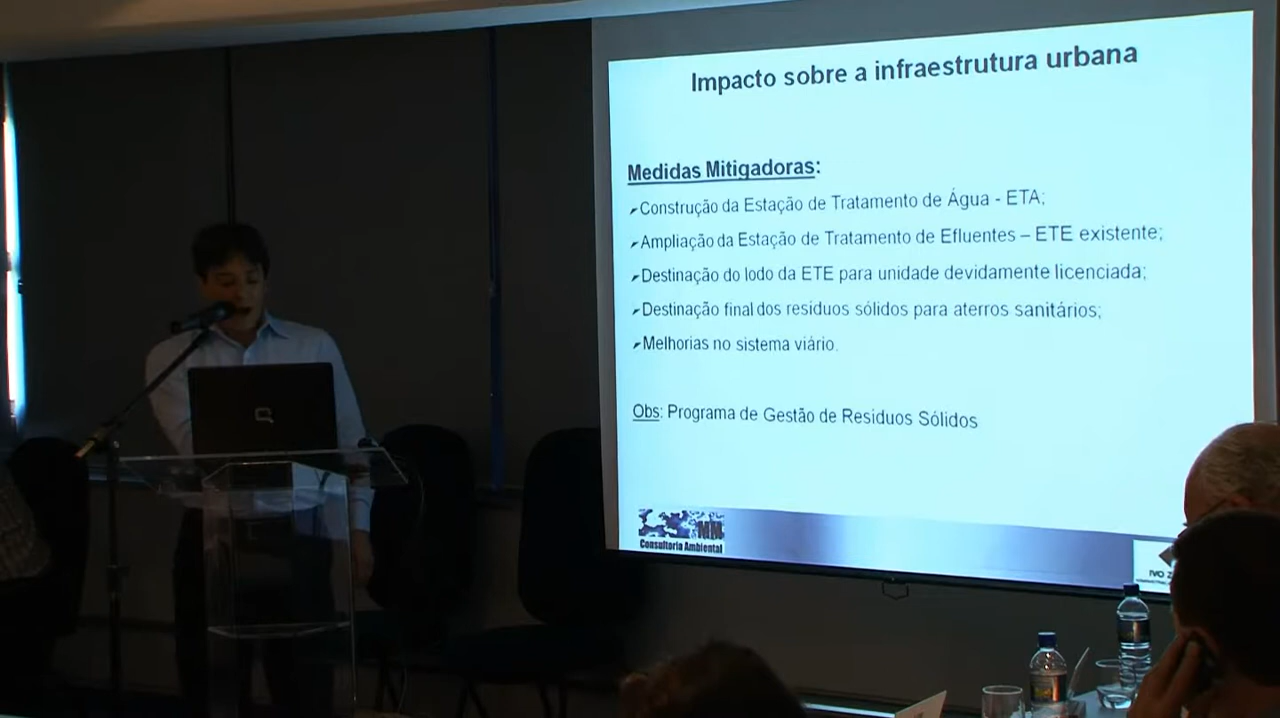 Impacto sobre a infraestrutura urbana
Medidas Mitigadoras:
Construção da Estação de Tratamento de Água - ETA;
Ampliação da Estação de Tratamento de Efluentes – ETE existente;
Destinação do lodo da ETE para unidade devidamente licenciada;
Destinação final dos resíduos sólidos para aterros sanitários;
Melhorias no sistema viário.
Obs: Programa de Gestão de Resíduos Sólidos
MM
Consultoria Ambiental
IVO